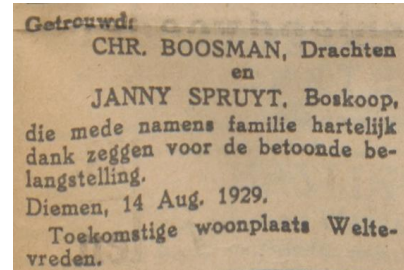 Getrouwd:
CHR. BOOSMAN, Drachten
en
JANNY SPRUYT, Boskoop,
die mede namens familie hartelijk
dank zeggen voor de betoonde be-
langstelling.
Diemen, 14 Aug. 1929.
Toekomstige woonplaats Welte-
vreden.